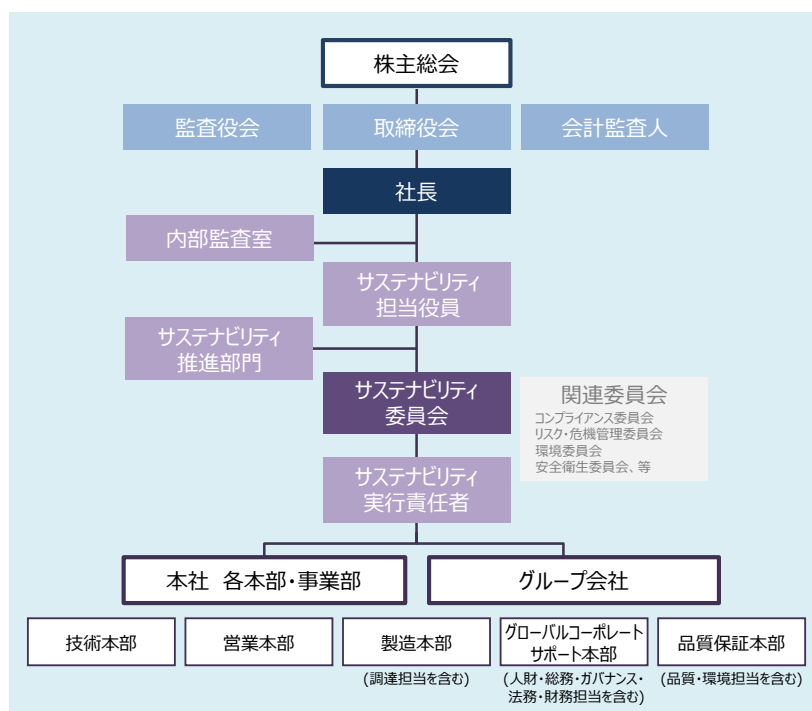 株主総会
監査役会
取締役会
会計監査人
社長
内部監査室
サステナビリティ
担当役員
サステナビリティ
推進部門
サステナビリティ
委員会
関連委員会
コンプライアンス委員会
リスク・危機管理委員会
環境委員会
安全衛生委員会、等
サステナビリティ
実行責任者
本社 各本部・事業部
グループ会社
技術本部
営業本部
製造本部
(調達担当を含む)
グローバルコーポレート
サポート本部
(人財・総務・ガバナンス・
法務・財務担当を含む)
品質保証本部
(品質・環境担当を含む)